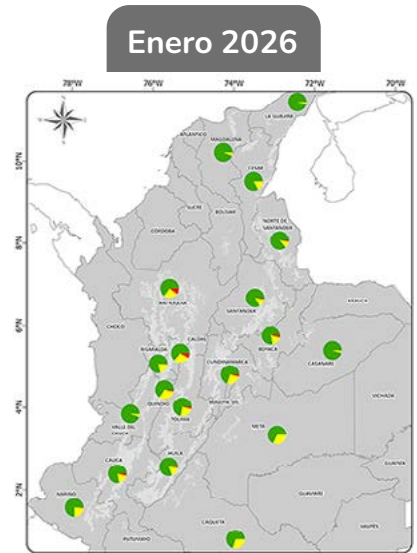 Enero 2026
78°W 76°W 74°W 72°W 70°W
LA GUAJIRA
ATLÁNTICO
MAGDALENA
10°N
CESAR
SUCRE
BOLÍVAR
NORTE DE
SANTANDER
CÓRDOBA
8°N
ANTIOQUIA
SANTANDER
ARAUCA
6°N
CHOCÓ
CALDAS
BOYACÁ
RISARALDA
CUNDINAMARCA
CASANARE
VICHADA
QUINDÍO
4°N
TOLIMA
VALLE DEL
CAUCA
META
HUILA
CAUCA
GUAINÍA
GUAVIARE
2°N
NARIÑO
CAQUETÁ
VAUPÉS
PUTUMAYO